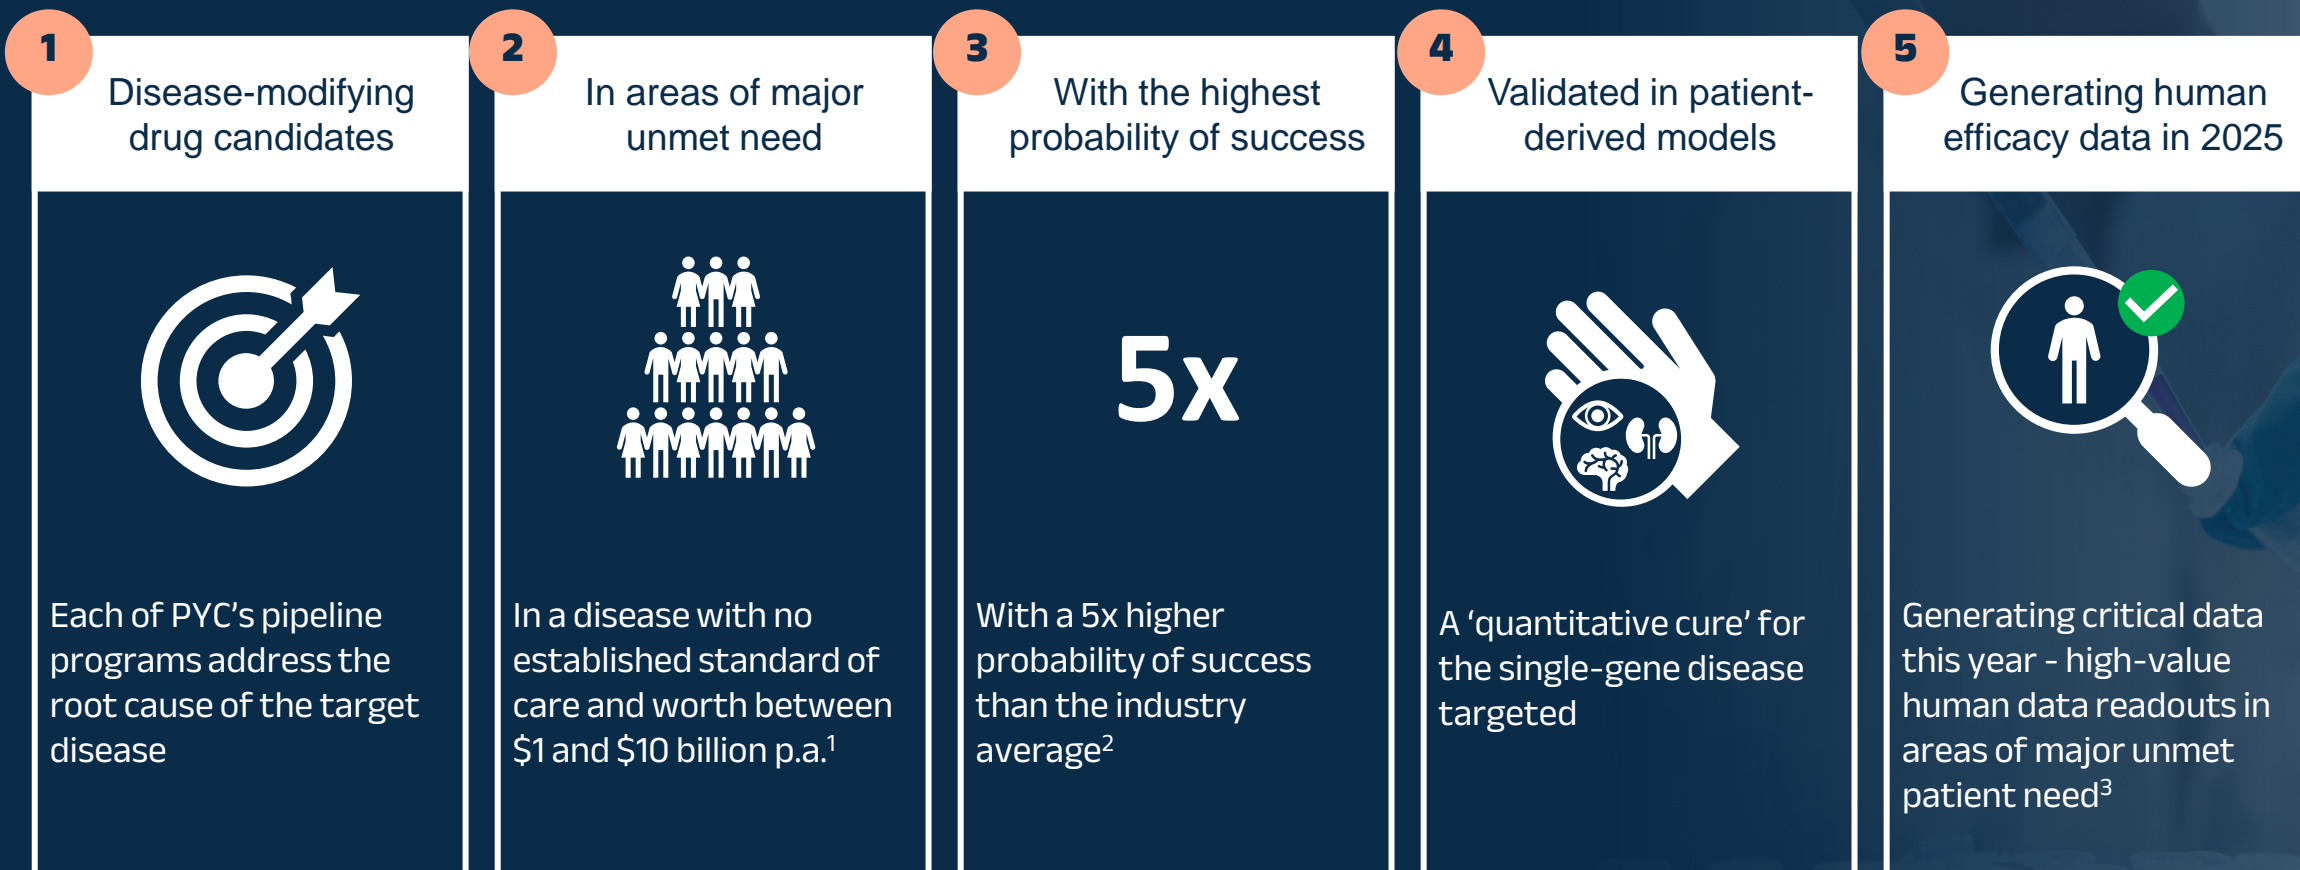 1
Disease-modifying
drug candidates
Each of PYC's pipeline
programs address the
root cause of the target
disease
2
In areas of major
unmet need
In a disease with no
established standard of
care and worth between
$1 and $10 billion p.a.¹
3
With the highest
probability of success
5x
With a 5x higher
probability of success
than the industry
average²
4
Validated in patient-
derived models
A ‘quantitative cure’ for
the single-gene disease
targeted
5
Generating human
efficacy data in 2025
Generating critical data
this year - high-value
human data readouts in
areas of major unmet
patient need³